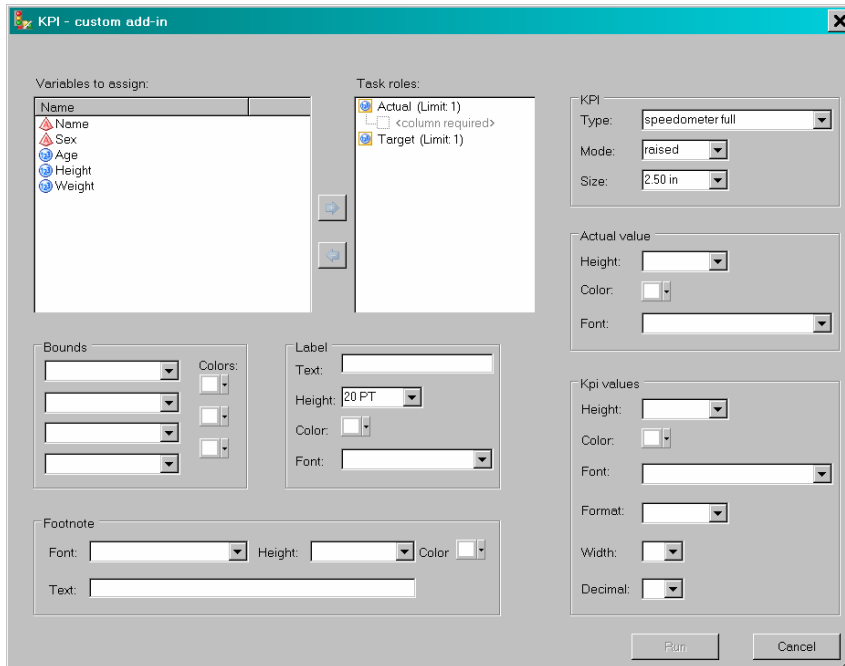 KPI - custom add-in
Variables to assign:
Name
Name
Sex
Age
Height
Weight
Task roles:
Actual (Limit: 1)
<column required>
Target (Limit: 1)
KPI
Type: speedometer full
Mode: raised
Size: 2.50 in
Actual value
Height:
Color:
Font:
Bounds
Colors:
Label
Text:
Height: 20 PT
Color:
Font:
Kpi values
Height:
Color:
Font:
Format:
Width:
Decimal:
Footnote
Font: Height: Color
Text:
Run Cancel